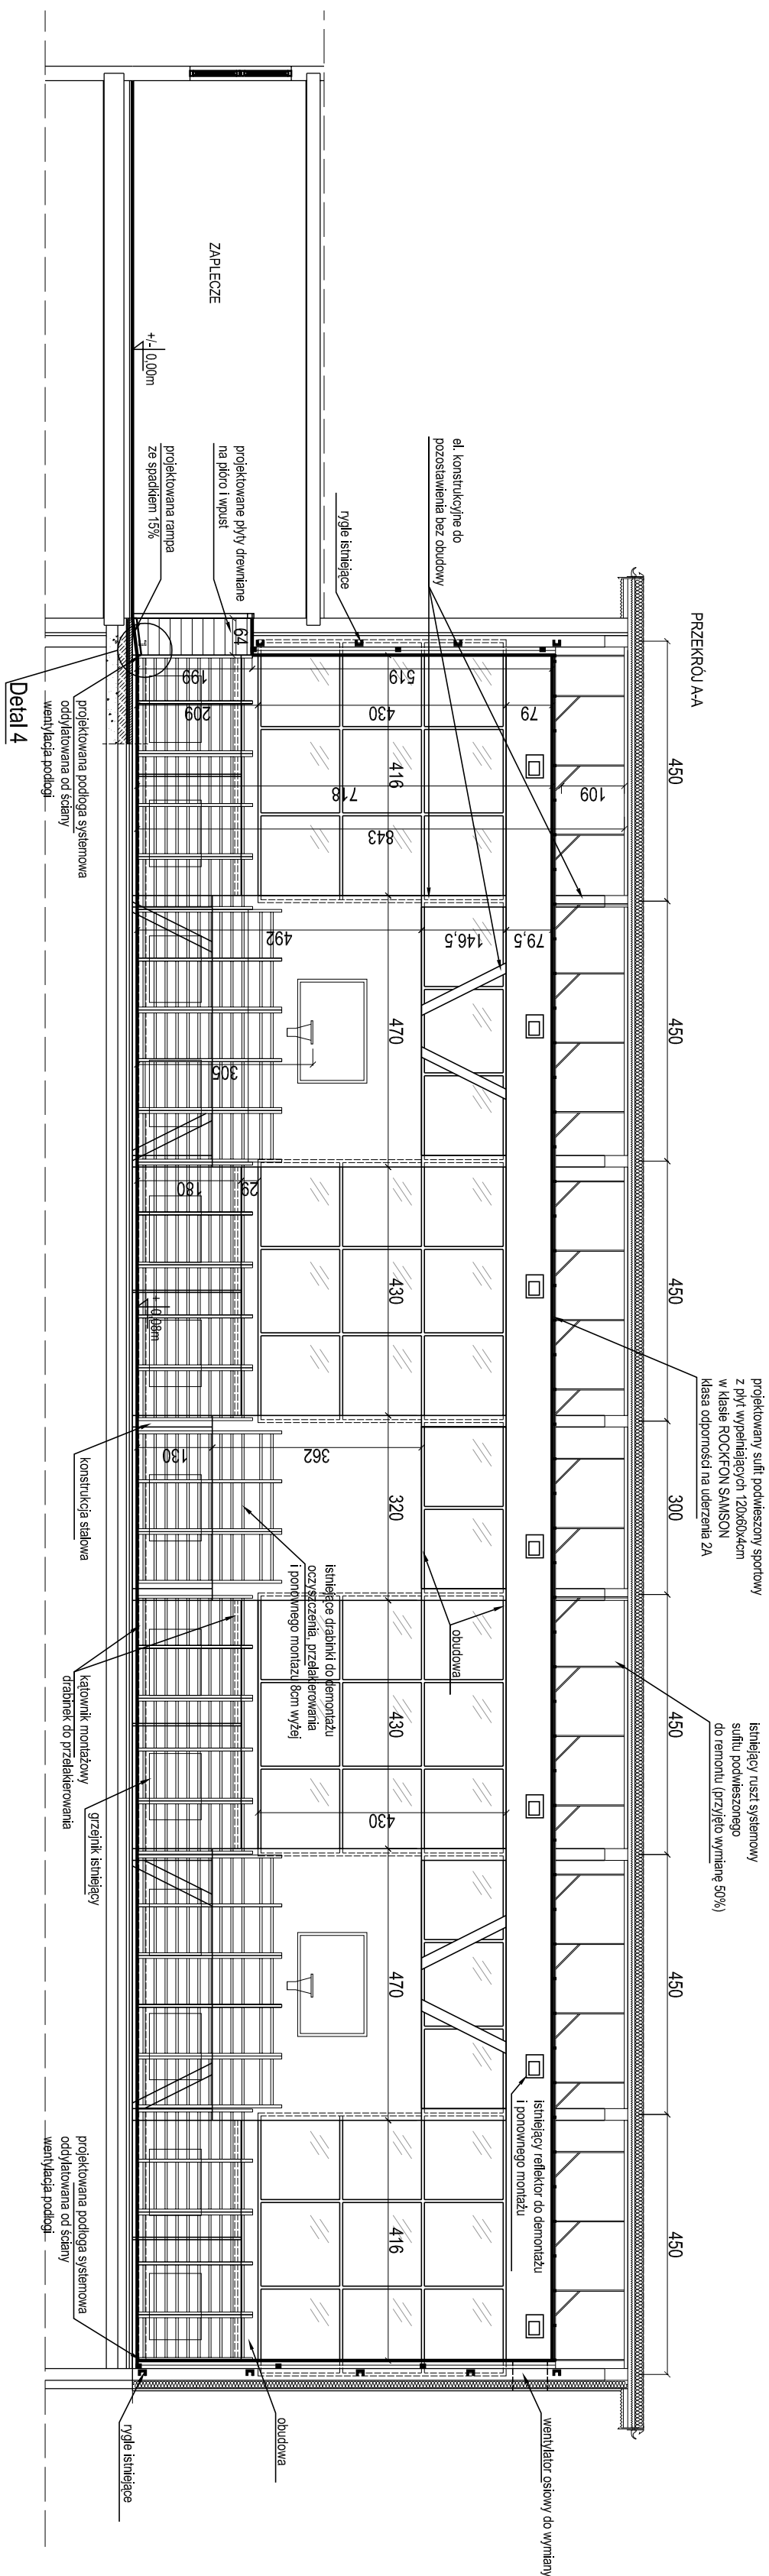 PRZEKRÓJ A-A
450
450
450
300
450
450
450
projektowany sufit podwieszony sportowy
z płyt wypełniających 120x60x4cm
w klasie ROCKFON SAMSON
klasa odporności na uderzenia 2A
Istniejący ruszt systemowy
sufitu podwieszonego
do remontu (przyjęto wymianę 50%)
el. konstrukcyjne do
pozostawienia bez obudowy
rygle istniejące
ZAPLECZE
+/- 0,00m
projektowane płyty drewniane
na pióro i wpust
projektowana rampa
ze spadkiem 15%
64
199
519
209
430
79
416
718
109
843
492
146,5
79,5
470
305
180
29
430
+ 0,08m
130
362
320
obudowa
istniejące drabinki do demontażu
oczyszczenia, przelakierowania
i ponownego montażu 8cm wyżej
430
430
470
istniejący reflektor do demontażu
i ponownego montażu
416
wentylator osiowy do wymiany
obudowa
rygle istniejące
Detal 4
projektowana podłoga systemowa
oddylatowana od ściany
wentylacja podłogi
konstrukcja stalowa
kątownik montażowy
drabinek do przelakierowania
grzejnik istniejący
projektowana podłoga systemowa
oddylatowana od ściany
wentylacja podłogi